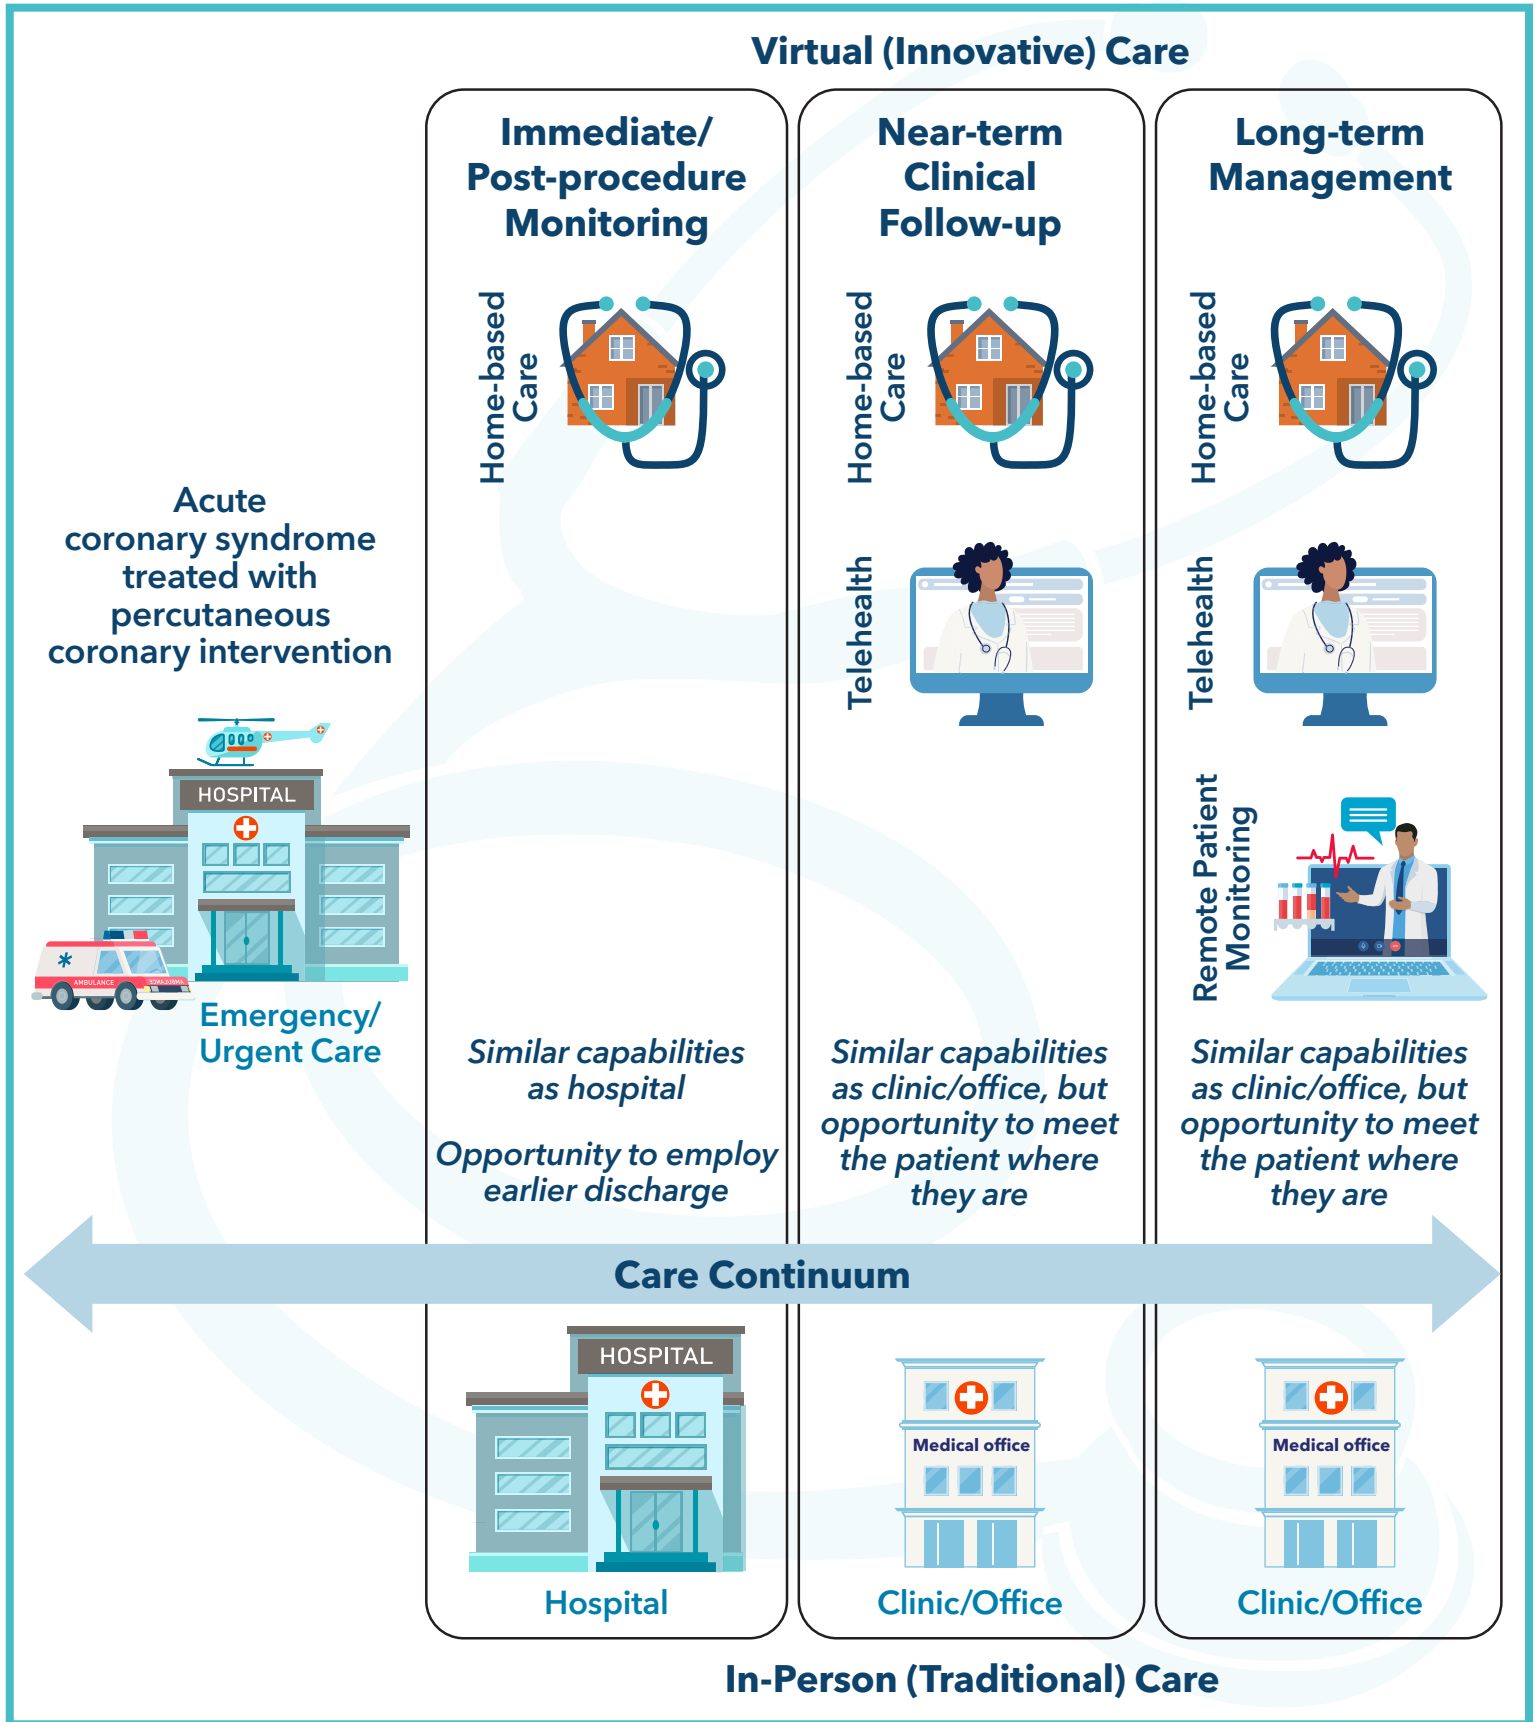 Virtual (Innovative) Care
Immediate/
Post-procedure
Monitoring
Near-term
Clinical
Follow-up
Long-term
Management
Home-based
Care
Home-based
Care
Home-based
Care
Acute
coronary syndrome
treated with
percutaneous
coronary intervention
Telehealth
Telehealth
HOSPITAL
AMBULANCE
AMBULANCE
Emergency/
Urgent Care
Remote Patient
Monitoring
Similar capabilities
as hospital
Opportunity to employ
earlier discharge
Similar capabilities
as clinic/office, but
opportunity to meet
the patient where
they are
Similar capabilities
as clinic/office, but
opportunity to meet
the patient where
they are
Care Continuum
HOSPITAL
Medical office
Medical office
Hospital
Clinic/Office
Clinic/Office
In-Person (Traditional) Care